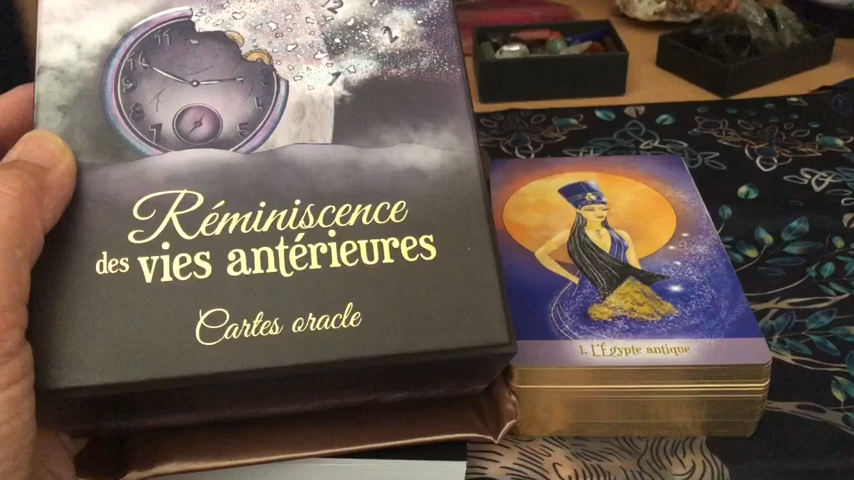 Réminiscence
des vies antérieures
Cartes oracle
1. L'Égypte antique